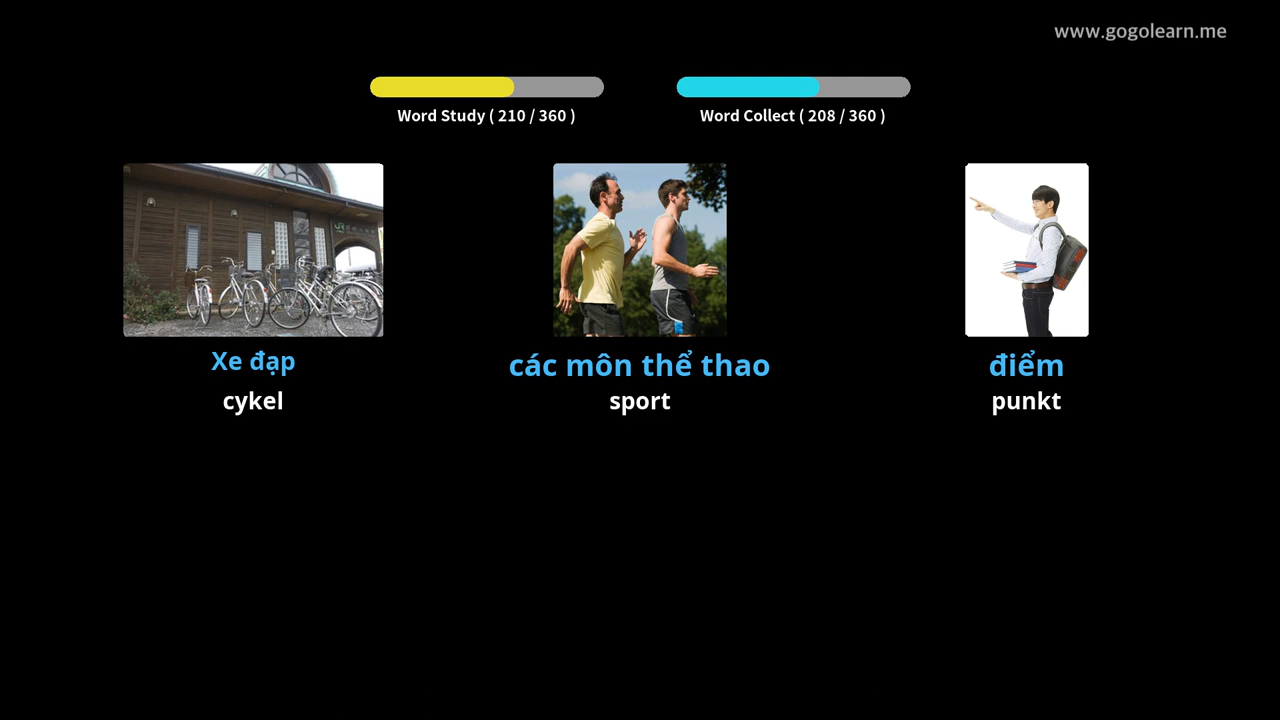 www.gogolearn.me
Word Study ( 210 / 360 )
Word Collect ( 208 / 360 )
JR
Xe đạp
các môn thể thao
điểm
cykel
sport
punkt